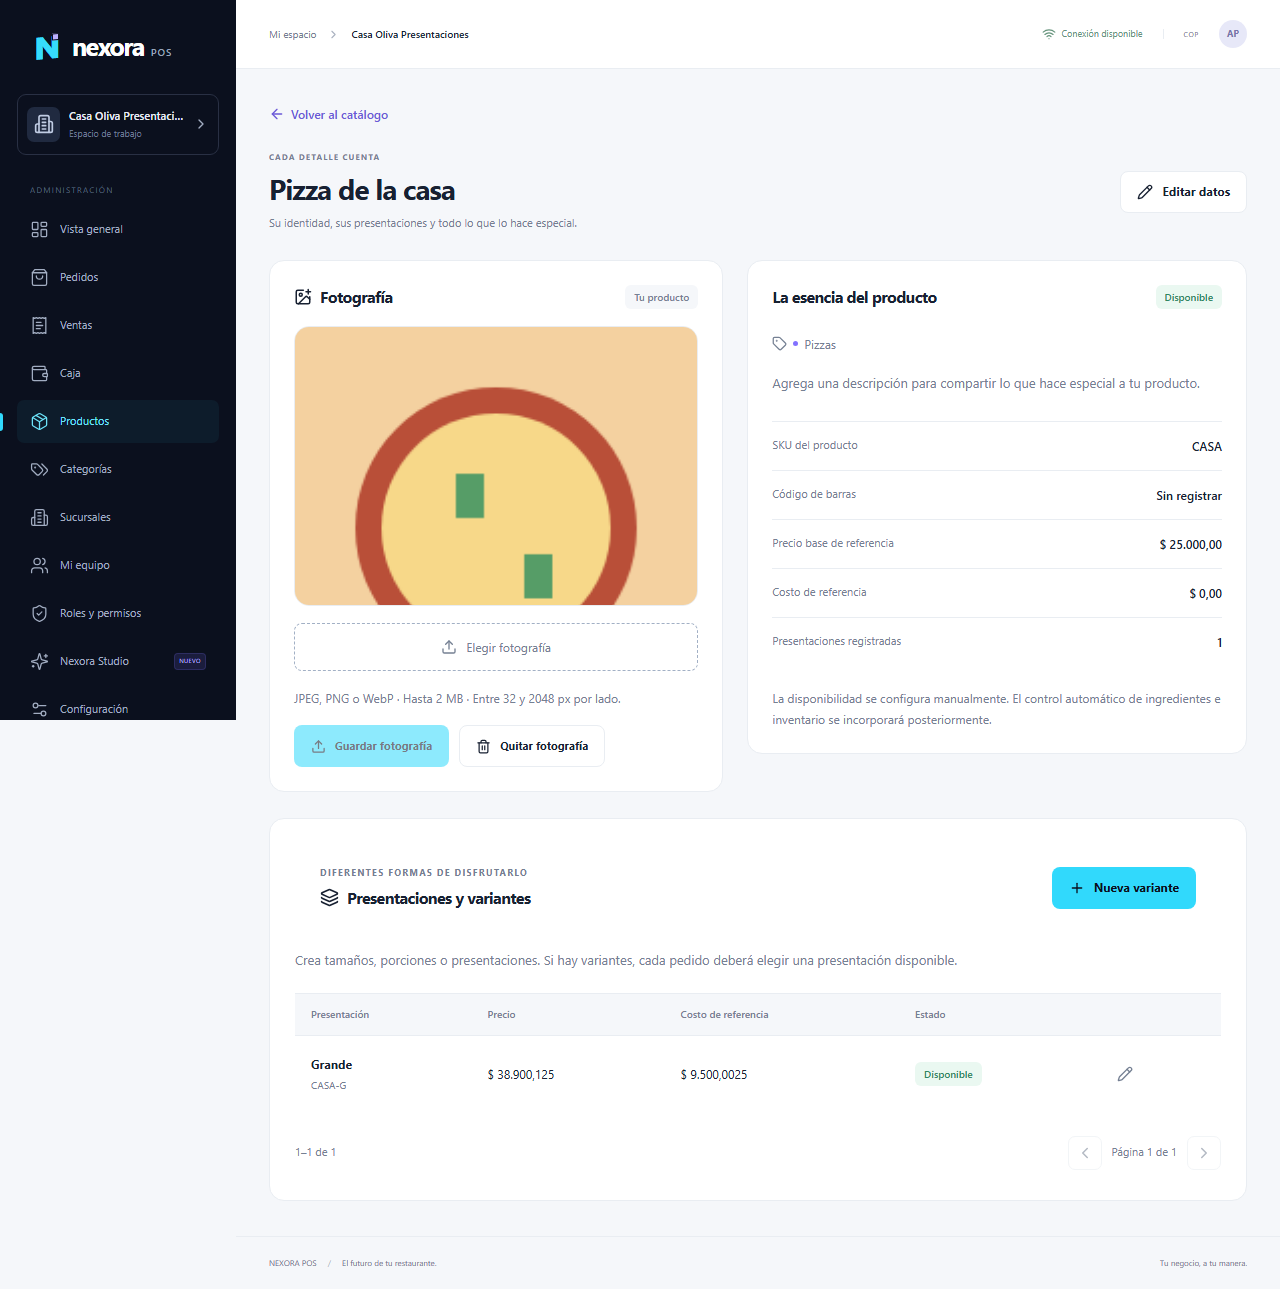 nexora POS
Casa Oliva Presentaci...
Espacio de trabajo
ADMINISTRACIÓN
Vista general
Pedidos
Ventas
Caja
Productos
Categorías
Sucursales
Mi equipo
Roles y permisos
Nexora Studio NUEVO
Configuración
Mi espacio Casa Oliva Presentaciones
Conexión disponible COP AP
Volver al catálogo
CADA DETALLE CUENTA
Pizza de la casa
Su identidad, sus presentaciones y todo lo que lo hace especial.
Editar datos
Fotografía Tu producto
Elegir fotografía
JPEG, PNG o WebP · Hasta 2 MB · Entre 32 y 2048 px por lado.
Guardar fotografía Quitar fotografía
La esencia del producto Disponible
Pizzas
Agrega una descripción para compartir lo que hace especial a tu producto.
SKU del producto CASA
Código de barras Sin registrar
Precio base de referencia $ 25.000,00
Costo de referencia $ 0,00
Presentaciones registradas 1
La disponibilidad se configura manualmente. El control automático de ingredientes e
inventario se incorporará posteriormente.
DIFERENTES FORMAS DE DISFRUTARLO
Presentaciones y variantes
Nueva variante
Crea tamaños, porciones o presentaciones. Si hay variantes, cada pedido deberá elegir una presentación disponible.
Presentación Precio Costo de referencia Estado
Grande
CASA-G
$ 38.900,125 $ 9.500,0025 Disponible
1–1 de 1 Página 1 de 1
NEXORA POS / El futuro de tu restaurante. Tu negocio, a tu manera.